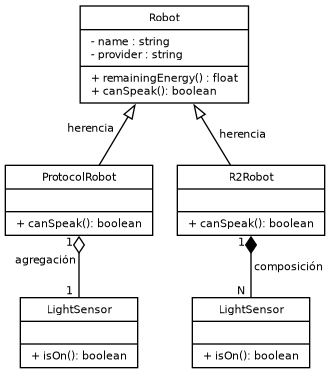 Robot
- name : string
- provider : string
+ remainingEnergy() : float
+ canSpeak(): boolean
herencia
herencia
ProtocolRobot
+ canSpeak(): boolean
R2Robot
+ canSpeak(): boolean
1
agregación
1
1
composición
N
LightSensor
+ isOn(): boolean
LightSensor
+ isOn(): boolean